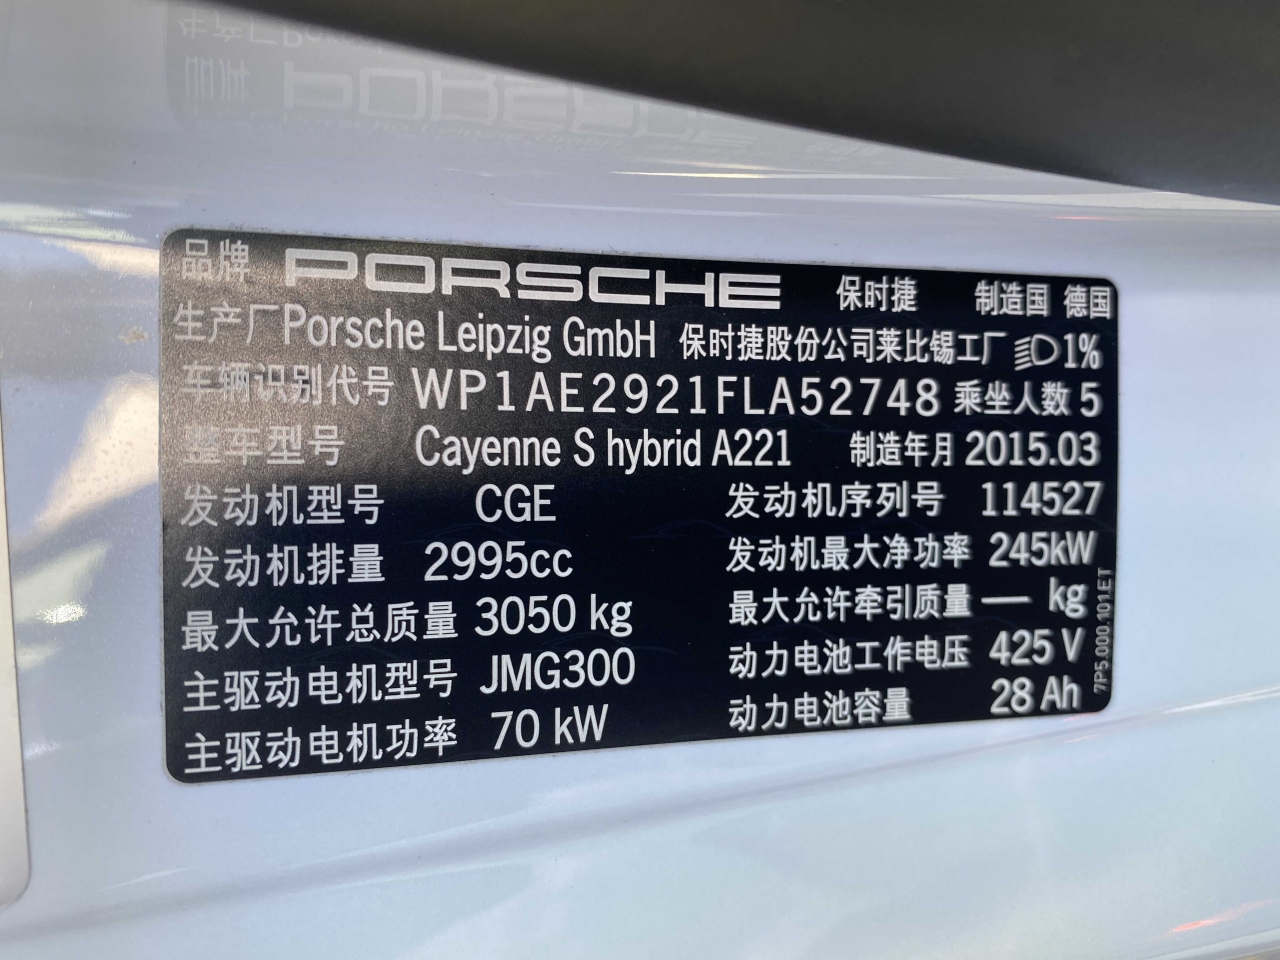 品牌 PORSCHE 保时捷 制造国 德国
生产厂Porsche Leipzig GmbH 保时捷股份公司莱比锡工厂 1%
车辆识别代号 WP1AE2921FLA52748 乘坐人数 5
整车型号 Cayenne S hybrid A221 制造年月 2015.03
发动机型号 CGE 发动机序列号 114527
发动机排量 2995cc 发动机最大净功率 245kW
最大允许总质量 3050 kg 最大允许牵引质量 — kg
主驱动电机型号 JMG300 动力电池工作电压 425 V
主驱动电机功率 70 kW 动力电池容量 28 Ah
7P5.000.101.ET